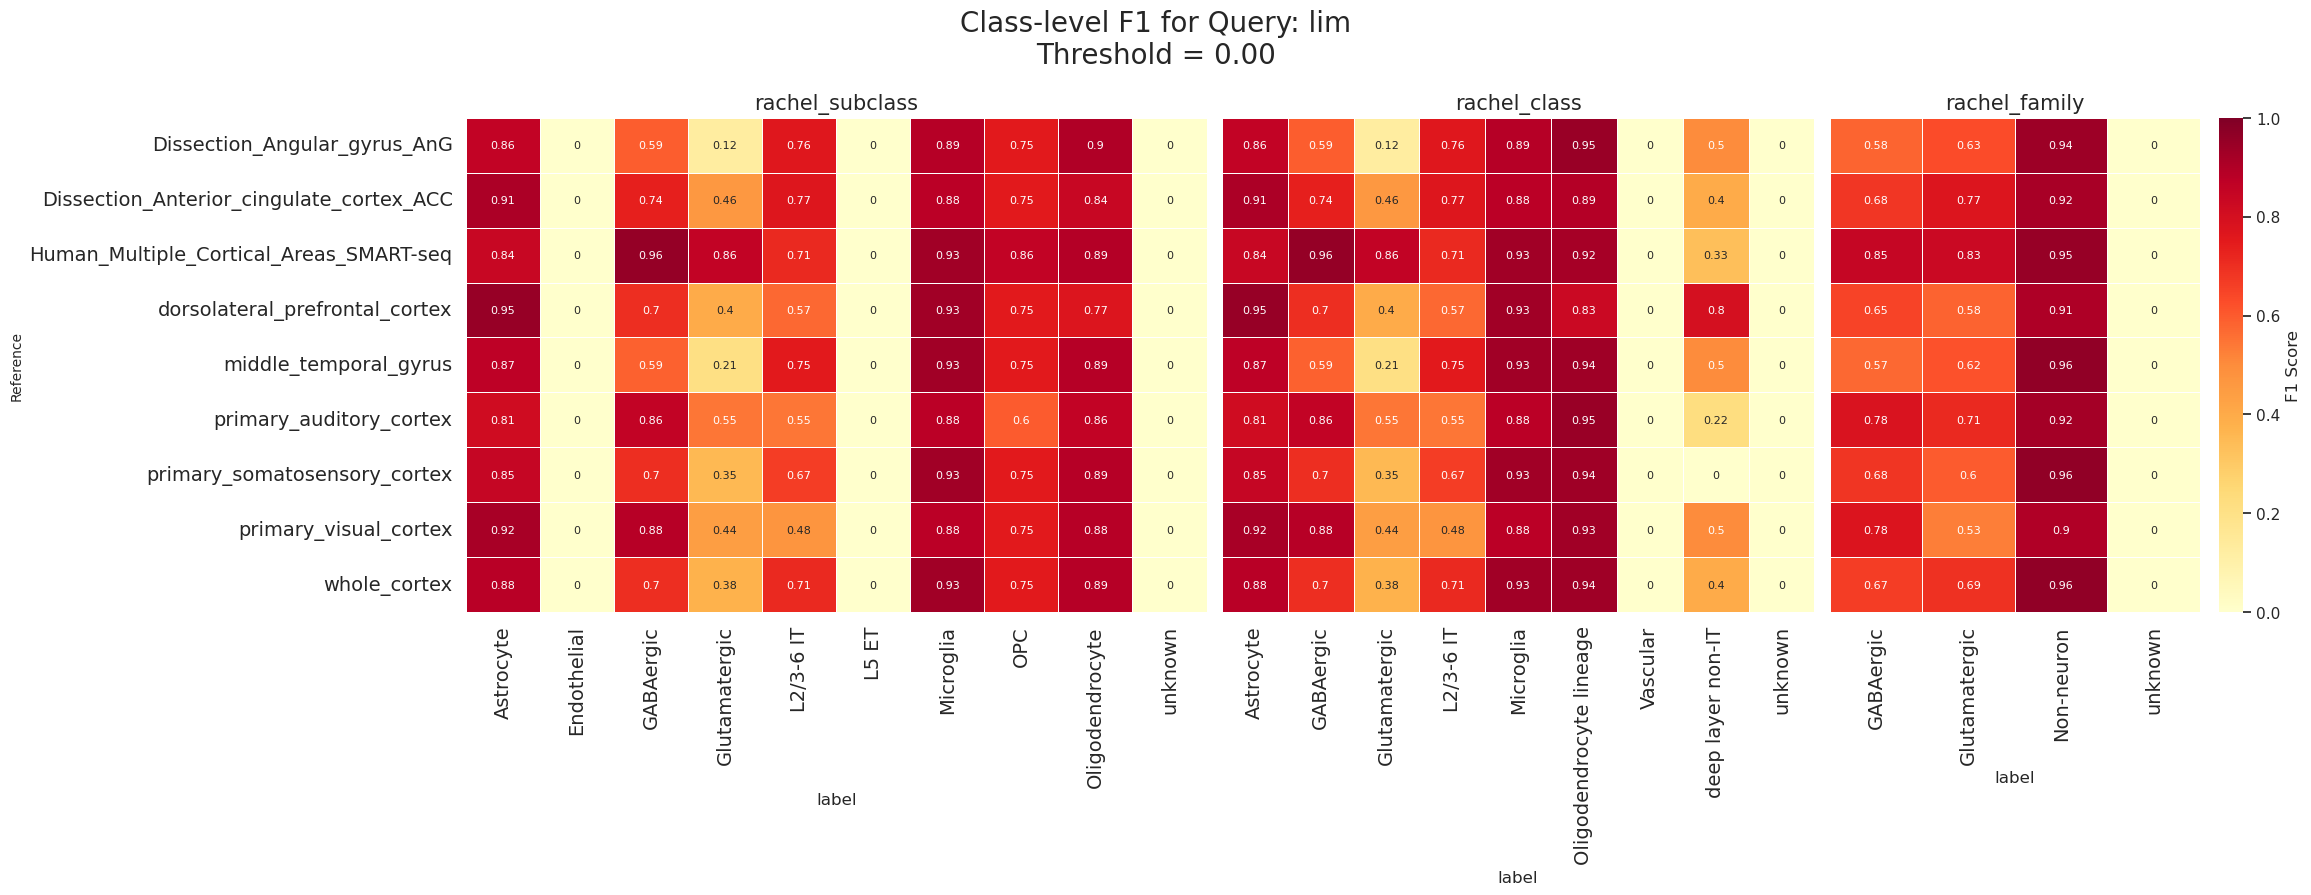 Class-level F1 for Query: lim
Threshold = 0.00
rachel_subclass
rachel_class
rachel_family
Reference
Dissection_Angular_gyrus_AnG 0.86 0 0.59 0.12 0.76 0 0.89 0.75 0.9 0 0.86 0.59 0.12 0.76 0.89 0.95 0 0.5 0 0.58 0.63 0.94 0
Dissection_Anterior_cingulate_cortex_ACC 0.91 0 0.74 0.46 0.77 0 0.88 0.75 0.84 0 0.91 0.74 0.46 0.77 0.88 0.89 0 0.4 0 0.68 0.77 0.92 0
Human_Multiple_Cortical_Areas_SMART-seq 0.84 0 0.96 0.86 0.71 0 0.93 0.86 0.89 0 0.84 0.96 0.86 0.71 0.93 0.92 0 0.33 0 0.85 0.83 0.95 0
dorsolateral_prefrontal_cortex 0.95 0 0.7 0.4 0.57 0 0.93 0.75 0.77 0 0.95 0.7 0.4 0.57 0.93 0.83 0 0.8 0 0.65 0.58 0.91 0
middle_temporal_gyrus 0.87 0 0.59 0.21 0.75 0 0.93 0.75 0.89 0 0.87 0.59 0.21 0.75 0.93 0.94 0 0.5 0 0.57 0.62 0.96 0
primary_auditory_cortex 0.81 0 0.86 0.55 0.55 0 0.88 0.6 0.86 0 0.81 0.86 0.55 0.55 0.88 0.95 0 0.22 0 0.78 0.71 0.92 0
primary_somatosensory_cortex 0.85 0 0.7 0.35 0.67 0 0.93 0.75 0.89 0 0.85 0.7 0.35 0.67 0.93 0.94 0 0 0 0.68 0.6 0.96 0
primary_visual_cortex 0.92 0 0.88 0.44 0.48 0 0.88 0.75 0.88 0 0.92 0.88 0.44 0.48 0.88 0.93 0 0.5 0 0.78 0.53 0.9 0
whole_cortex 0.88 0 0.7 0.38 0.71 0 0.93 0.75 0.89 0 0.88 0.7 0.38 0.71 0.93 0.94 0 0.4 0 0.67 0.69 0.96 0
Astrocyte
Endothelial
GABAergic
Glutamatergic
L2/3-6 IT
L5 ET
Microglia
OPC
Oligodendrocyte
unknown
label
Astrocyte
GABAergic
Glutamatergic
L2/3-6 IT
Microglia
Oligodendrocyte lineage
Vascular
deep layer non-IT
unknown
label
GABAergic
Glutamatergic
Non-neuron
unknown
label
1.0
0.8
0.6
0.4
0.2
0.0
F1 Score